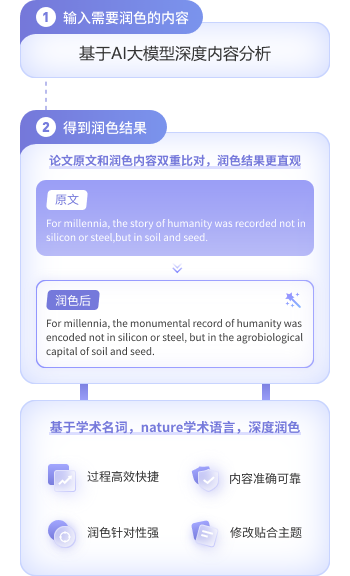 1 输入需要润色的内容
基于AI大模型深度内容分析
2 得到润色结果
论文原文和润色内容双重比对，润色结果更直观
原文
For millennia, the story of humanity was recorded not in
silicon or steel,but in soil and seed.
润色后
For millennia, the monumental record of humanity was
encoded not in silicon or steel, but in the agrobiological
capital of soil and seed.
基于学术名词，nature学术语言，深度润色
过程高效快捷
内容准确可靠
润色针对性强
修改贴合主题